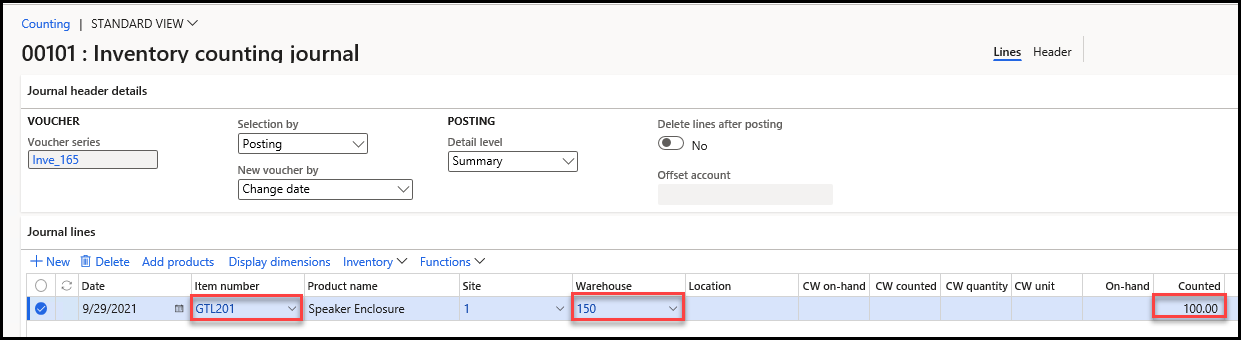 Counting | STANDARD VIEW
00101 : Inventory counting journal
Lines Header
Journal header details
VOUCHER
Voucher series
Inve_165
Selection by
Posting
New voucher by
Change date
POSTING
Detail level
Summary
Delete lines after posting
No
Offset account
Journal lines
New Delete Add products Display dimensions Inventory Functions
Date Item number Product name Site Warehouse Location CW on-hand CW counted CW quantity CW unit On-hand Counted
9/29/2021 GTL201 Speaker Enclosure 1 150 100.00